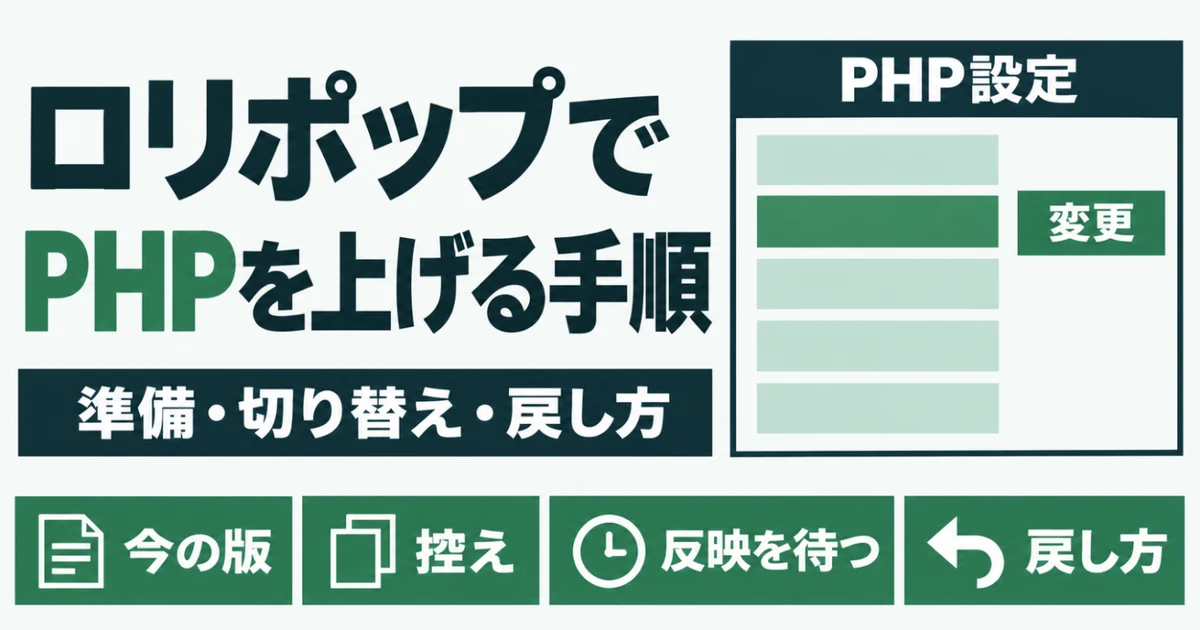 ロリポップで
PHPを上げる手順
準備・切り替え・戻し方
PHP設定
変更
今の版
控え
反映を待つ
戻し方